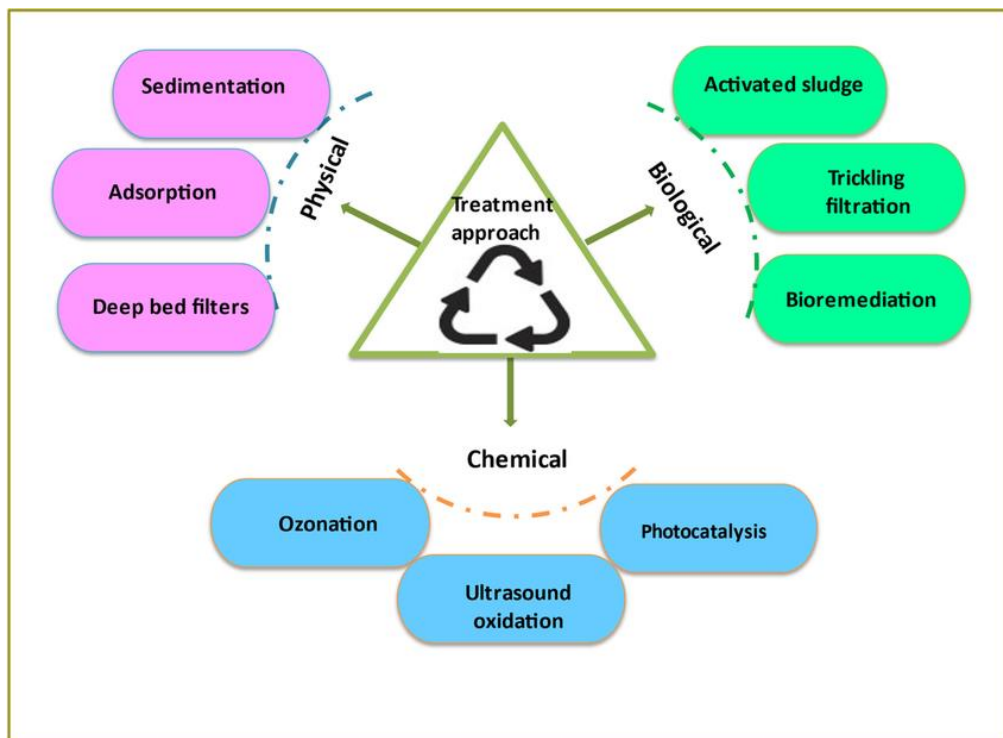 Sedimentation
Adsorption
Deep bed filters
Physical
Treatment
approach
Biological
Activated sludge
Trickling
filtration
Bioremediation
Chemical
Ozonation
Ultrasound
oxidation
Photocatalysis